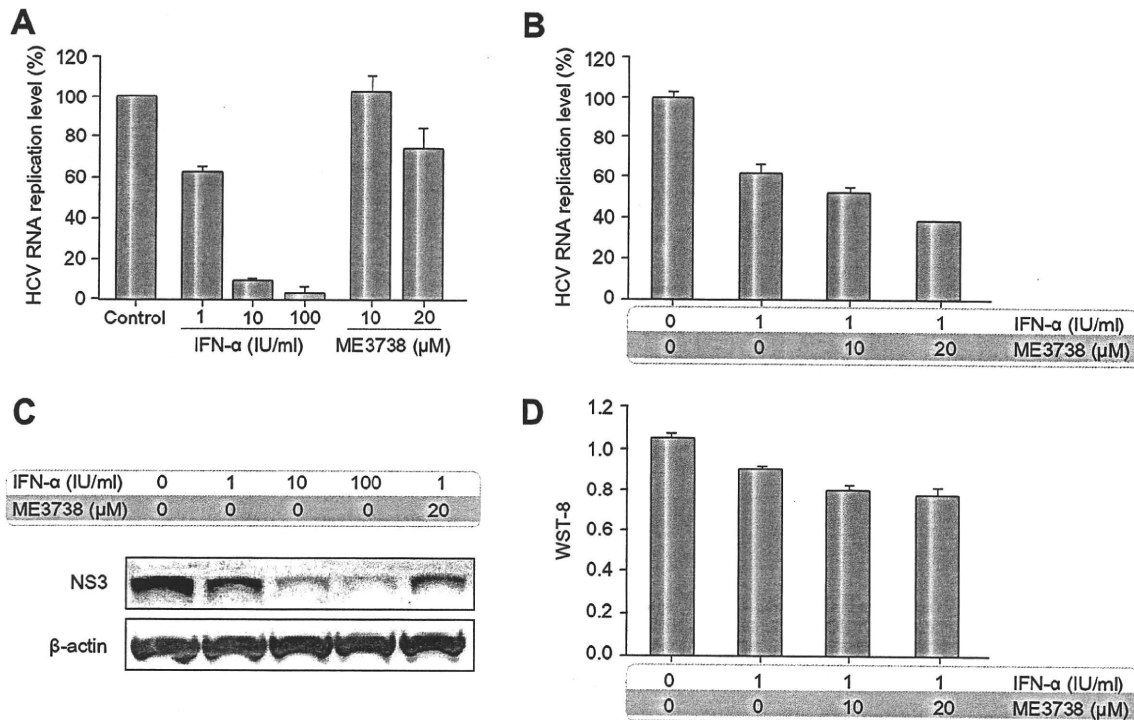 A
HCV RNA replication level (%)
120
100
80
60
40
20
0
Control
1 10 100
10 20
IFN-α (IU/ml)
ME3738 (µM)
B
HCV RNA replication level (%)
120
100
80
60
40
20
0
0 1 1 1 IFN-α (IU/ml)
0 0 10 20 ME3738 (µM)
C
IFN-α (IU/ml) 0 1 10 100 1
ME3738 (µM) 0 0 0 0 20
NS3
β-actin
D
WST-8
1.2
1.0
0.8
0.6
0.4
0.2
0.0
0 1 1 1 IFN-α (IU/ml)
0 0 10 20 ME3738 (µM)